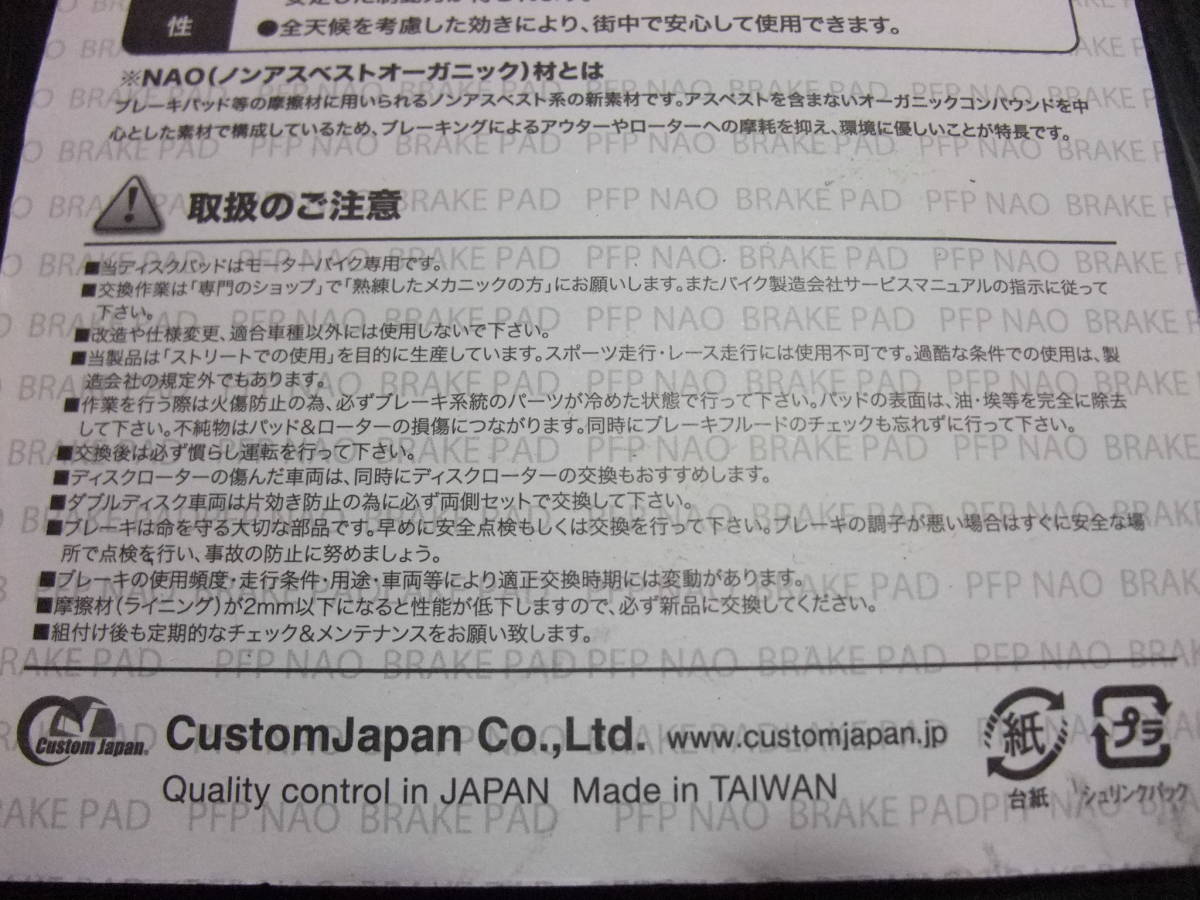 性
●全天候を考慮した効きにより、街中で安心して使用できます。
※NAO(ノンアスベストオーガニック)材とは
ブレーキパッド等の摩擦材に用いられるノンアスベスト系の新素材です。アスベストを含まないオーガニックコンパウンドを中
心とした素材で構成しているため、ブレーキングによるアウターやローターへの摩耗を抑え、環境に優しいことが特長です。
取扱のご注意
■当ディスクパッドはモーターバイク専用です。
■交換作業は「専門のショップ」で「熟練したメカニックの方」にお願いします。またバイク製造会社サービスマニュアルの指示に従って
下さい。
■改造や仕様変更、適合車種以外には使用しないで下さい。
■当製品は「ストリートでの使用」を目的に生産しています。スポーツ走行・レース走行には使用不可です。過酷な条件での使用は、製
造会社の規定外でもあります。
■作業を行う際は火傷防止の為、必ずブレーキ系統のパーツが冷めた状態で行って下さい。パッドの表面は、油・埃等を完全に除去
して下さい。不純物はパッド&ローターの損傷につながります。同時にブレーキフルードのチェックも忘れずに行って下さい。
■交換後は必ず慣らし運転を行って下さい。
■ディスクローターの傷んだ車両は、同時にディスクローターの交換もおすすめします。
■ダブルディスク車両は片効き防止の為に必ず両側セットで交換して下さい。
■ブレーキは命を守る大切な部品です。早めに安全点検もしくは交換を行って下さい。ブレーキの調子が悪い場合はすぐに安全な場
所で点検を行い、事故の防止に努めましょう。
■ブレーキの使用頻度・走行条件・用途・車両等により適正交換時期には変動があります。
■摩擦材(ライニング)が2mm以下になると性能が低下しますので、必ず新品に交換してください。
■組付け後も定期的なチェック&メンテナンスをお願い致します。
Custom Japan. CustomJapan Co.,Ltd. www.customjapan.jp
Quality control in JAPAN Made in TAIWAN
紙 プラ
台紙 シュリンクパック
PFP NAO BRAKE PAD